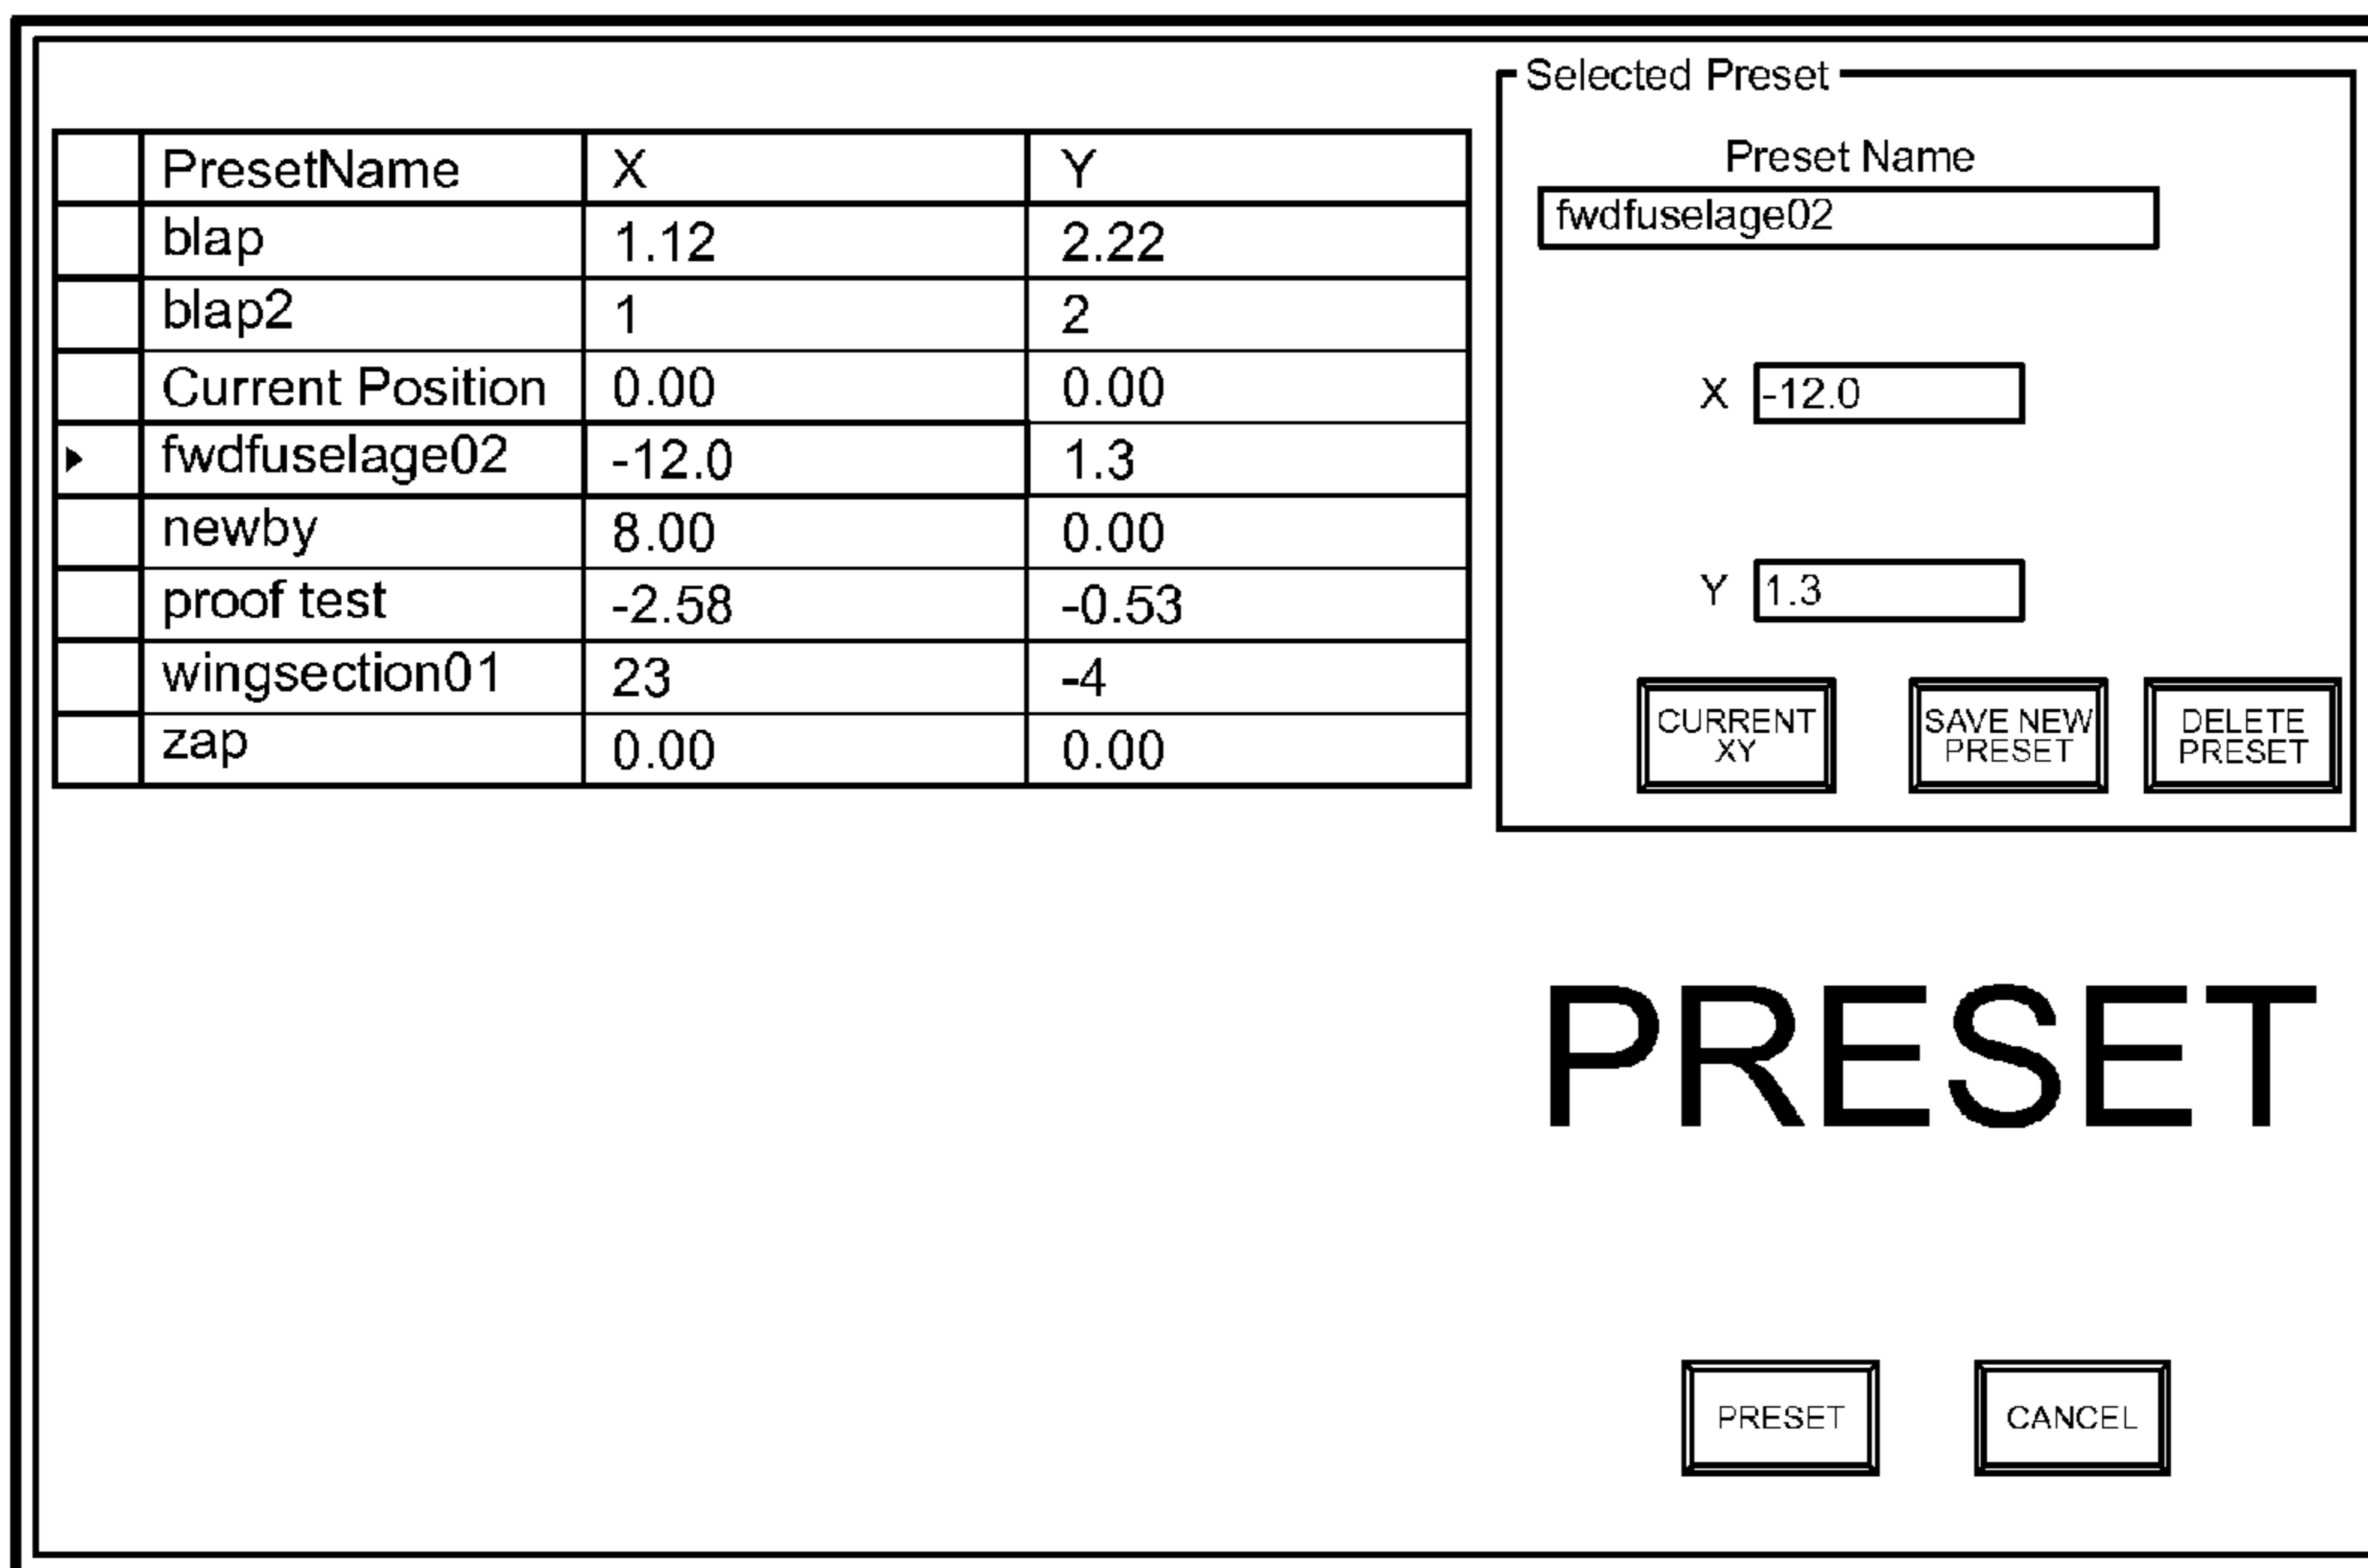 PresetName X Y
blap 1.12 2.22
blap2 1 2
Current Position 0.00 0.00
fwdfuselage02 -12.0 1.3
newby 8.00 0.00
proof test -2.58 -0.53
wingsection01 23 -4
zap 0.00 0.00
Selected Preset
Preset Name
fwdfuselage02
X -12.0
Y 1.3
CURRENT
XY
SAVE NEW
PRESET
DELETE
PRESET
PRESET
PRESET
CANCEL